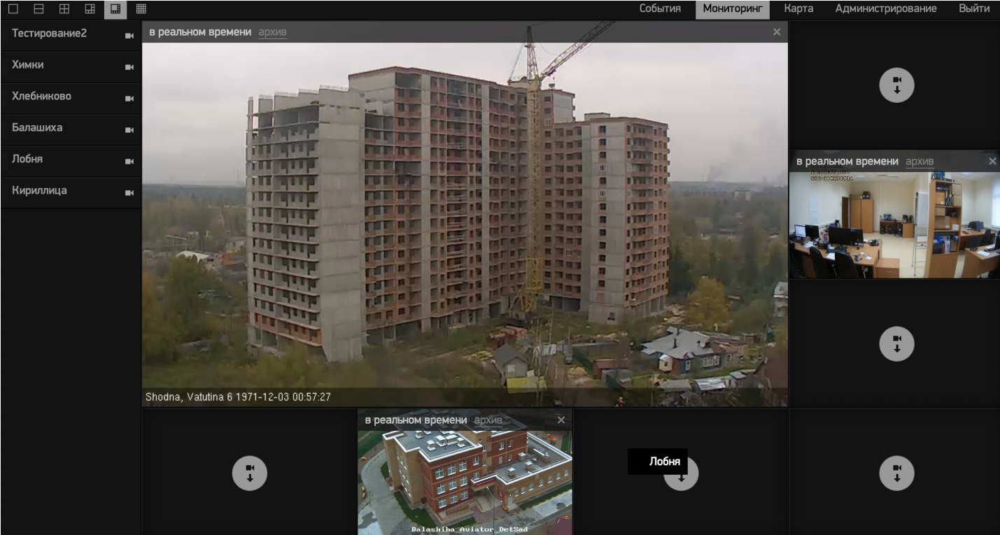 События Мониторинг Карта Администрирование Выйти
Тестирование2
Химки
Хлебниково
Балашиха
Лобня
Кириллица
в реальном времени архив
Shodna, Vatutina 6 1971-12-03 00:57:27
в реальном времени архив
в реальном времени архив
Balashiha_Aviator_DetSad
Лобня